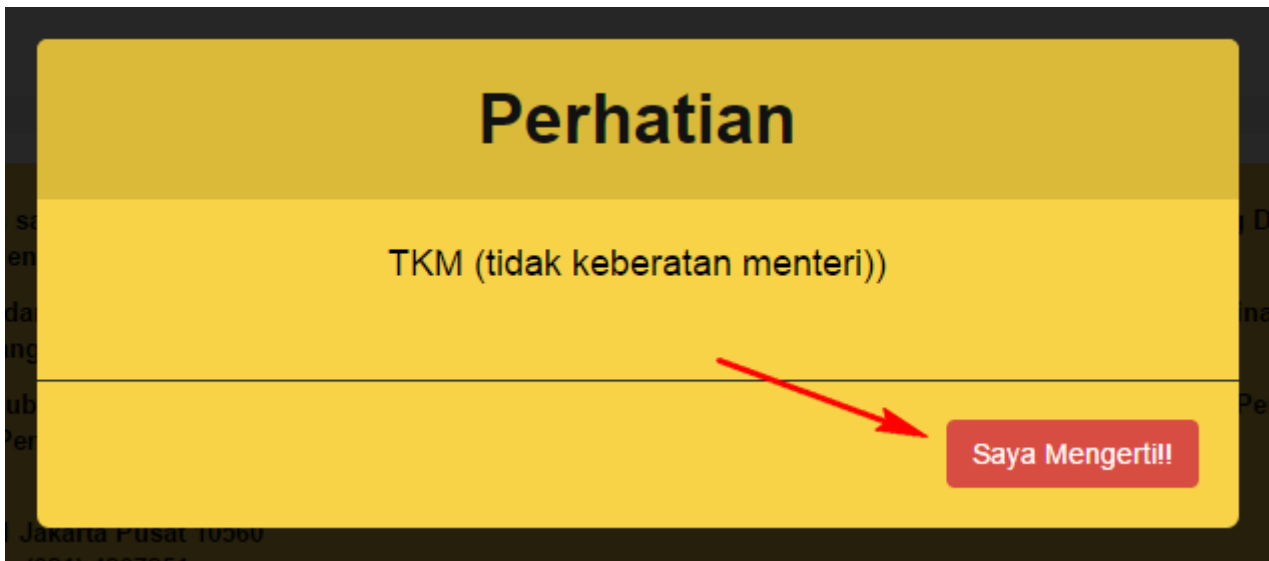 Perhatian
TKM (tidak keberatan menteri))
Saya Mengerti!!
Jakarta Pusat 10560